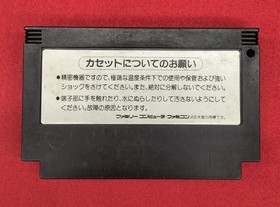 カセットについてのお願い
●精密機器ですので、極端な温度条件下での使用や保管および強い
ショックをさけてください。また、絶対に分解しないでください。
●端子部に手を触れたり、水にぬらしたりして汚さないようにして
ください。故障の原因となります。
ファミリー コンピュータ・ファミコンは任天堂の商標です。